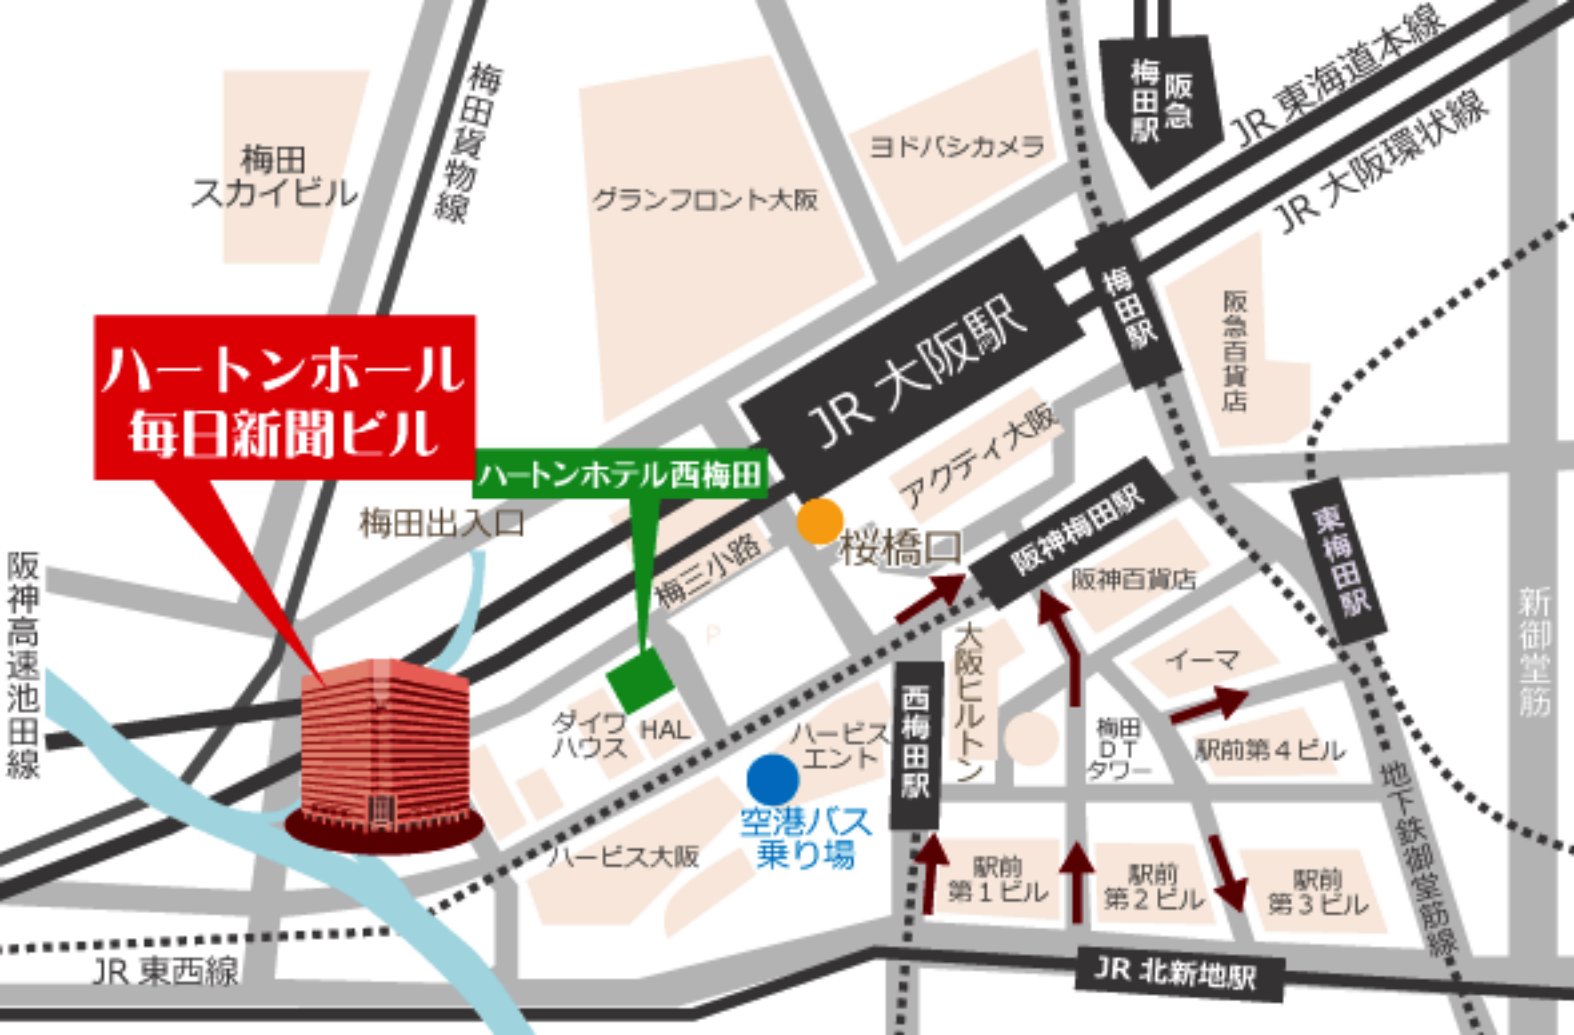 阪急
梅田駅
JR 東海道本線
JR 大阪環状線
梅田貨物線
梅田
スカイビル
グランフロント大阪
ヨドバシカメラ
梅田駅
阪急百貨店
JR 大阪駅
ハートンホール
毎日新聞ビル
ハートンホテル西梅田
アクティ大阪
梅田出入口
桜橋口
梅三小路
阪神梅田駅
阪神百貨店
東梅田駅
阪神高速池田線
新御堂筋
P
大阪ヒルトン
イーマ
西梅田駅
ダイワ
ハウス
HAL
ハービス
エント
梅田
DT
タワー
駅前第4ビル
空港バス
乗り場
ハービス大阪
地下鉄御堂筋線
駅前
第1ビル
駅前
第2ビル
駅前
第3ビル
JR 東西線
JR 北新地駅